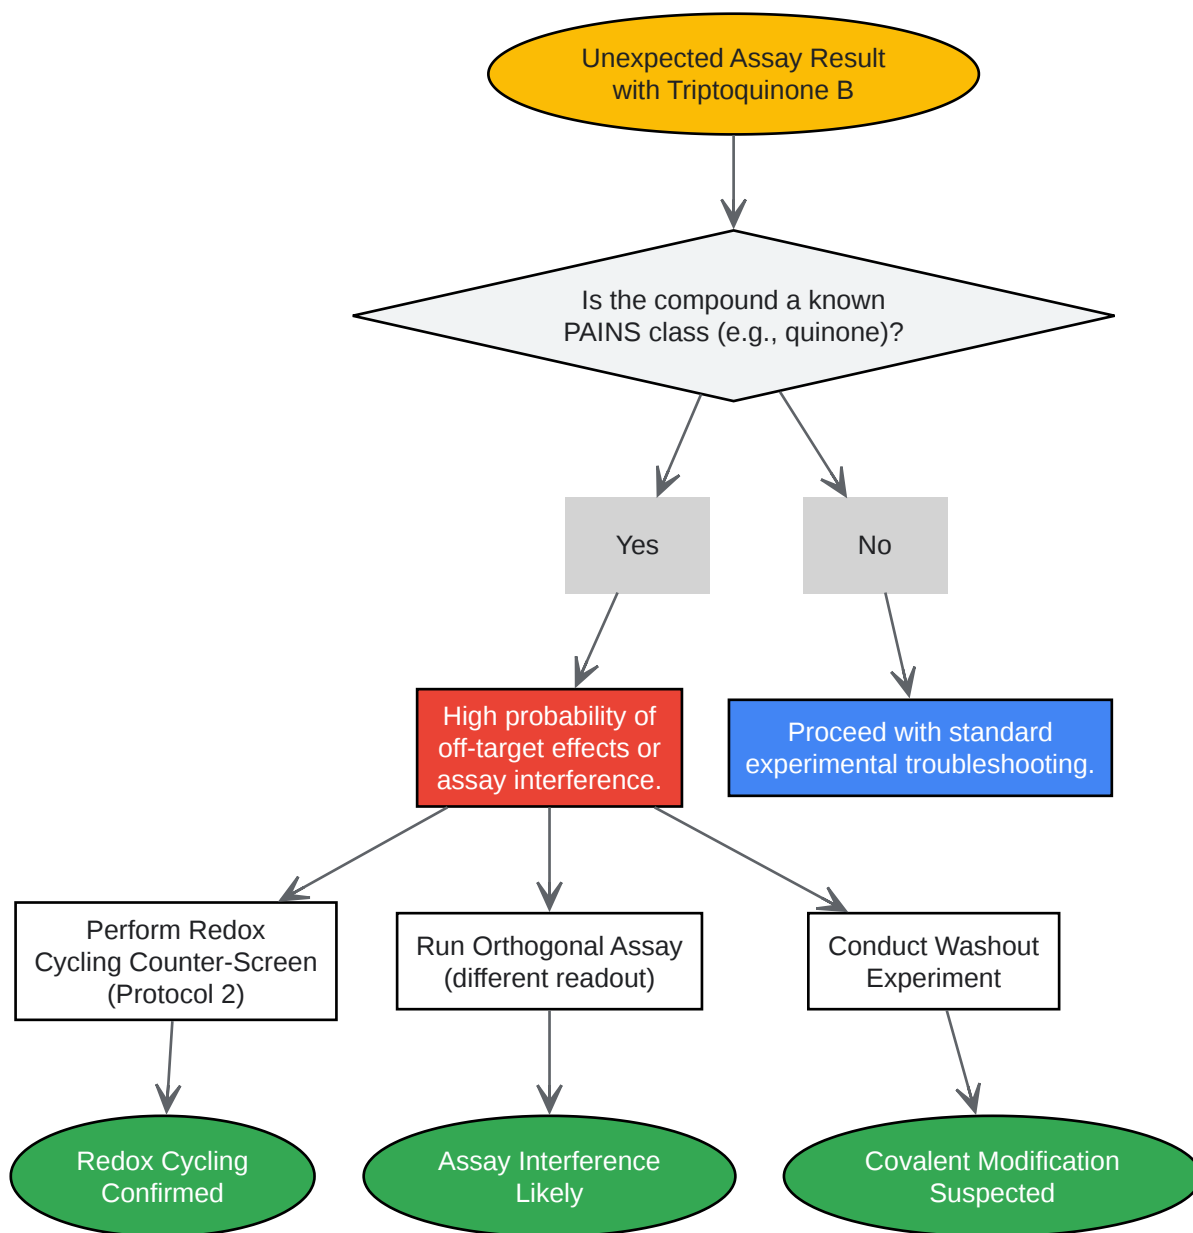 Unexpected Assay Result
with Triptoquinone B
Is the compound a known
PAINS class (e.g., quinone)?
Yes
No
High probability of
off-target effects or
assay interference.
Proceed with standard
experimental troubleshooting.
Perform Redox
Cycling Counter-Screen
(Protocol 2)
Run Orthogonal Assay
(different readout)
Conduct Washout
Experiment
Redox Cycling
Confirmed
Assay Interference
Likely
Covalent Modification
Suspected